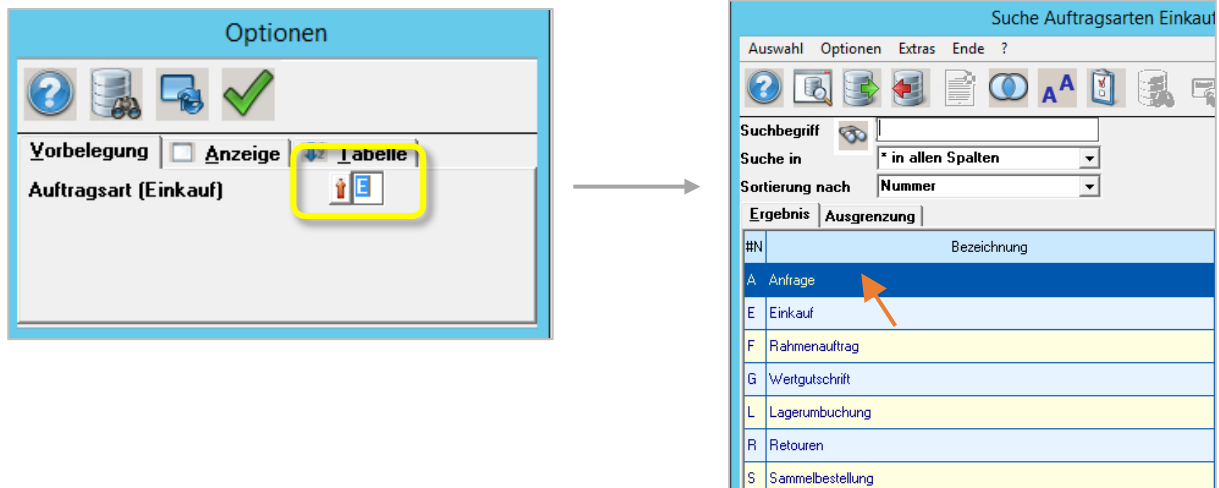 Optionen
Vorbelegung Anzeige Tabelle
Auftragsart (Einkauf) E
Suche Auftragsarten Einkauf
Auswahl Optionen Extras Ende ?
Suchbegriff
Suche in * in allen Spalten
Sortierung nach Nummer
Ergebnis Ausgrenzung
#N Bezeichnung
A Anfrage
E Einkauf
F Rahmenauftrag
G Wertgutschrift
L Lagerumbuchung
R Retouren
S Sammelbestellung